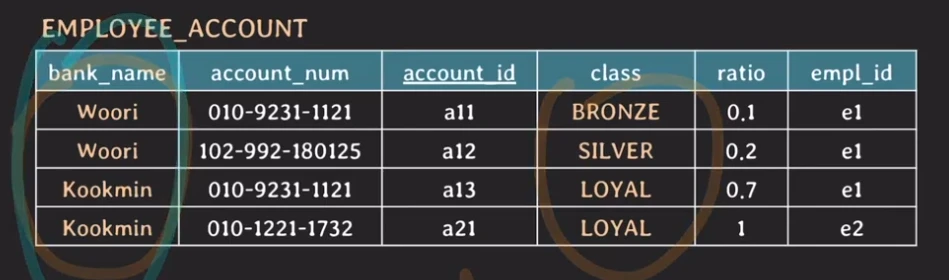 EMPLOYEE_ACCOUNT
bank_name account_num account_id class ratio empl_id
Woori 010-9231-1121 a11 BRONZE 0.1 e1
Woori 102-992-180125 a12 SILVER 0.2 e1
Kookmin 010-9231-1121 a13 LOYAL 0.7 e1
Kookmin 010-1221-1732 a21 LOYAL 1 e2